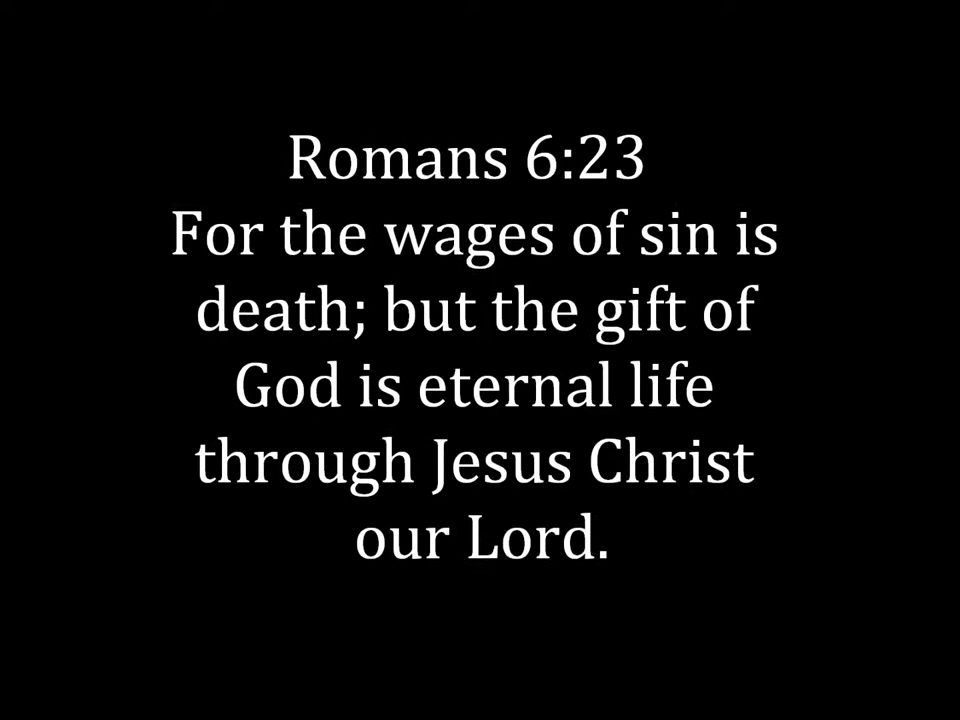 Romans 6:23
For the wages of sin is
death; but the gift of
God is eternal life
through Jesus Christ
our Lord.